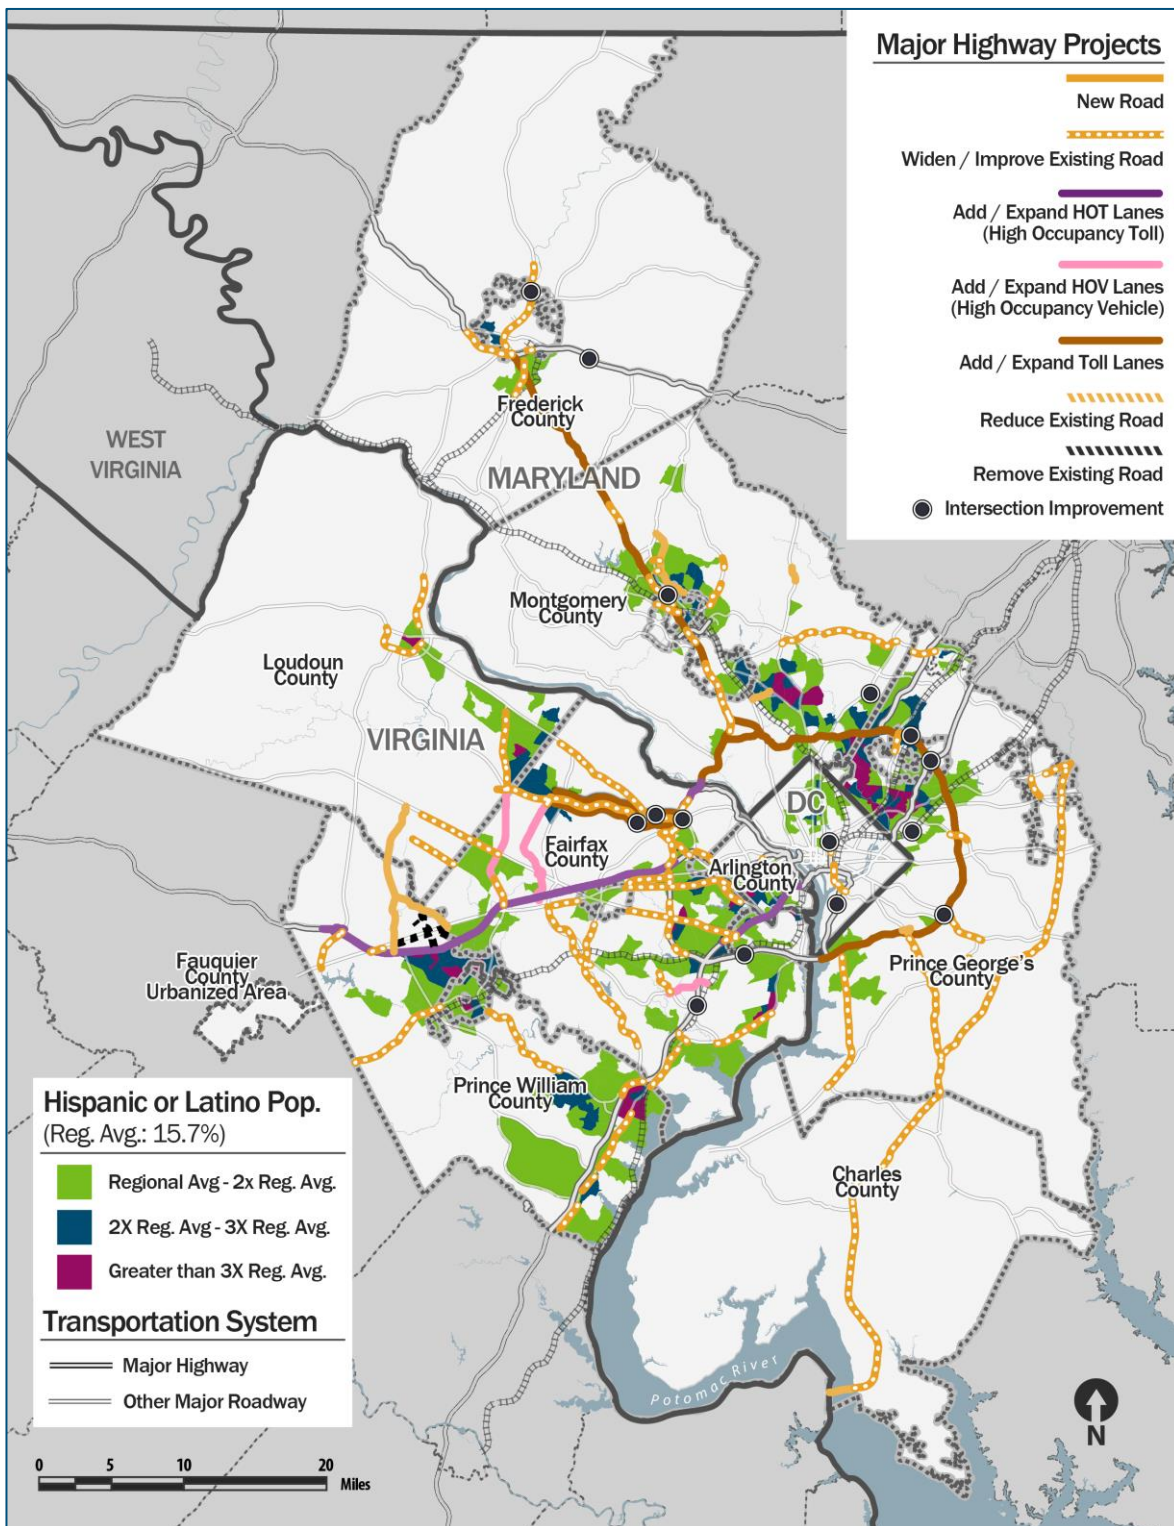 Major Highway Projects
New Road
Widen / Improve Existing Road
Add / Expand HOT Lanes
(High Occupancy Toll)
Add / Expand HOV Lanes
(High Occupancy Vehicle)
Add / Expand Toll Lanes
Reduce Existing Road
Remove Existing Road
Intersection Improvement
Frederick
County
WEST
VIRGINIA
MARYLAND
Montgomery
County
Loudoun
County
VIRGINIA
DC
Fairfax
County
Arlington
County
Fauquier
County
Urbanized Area
Prince George's
County
Prince William
County
Charles
County
Potomac River
Hispanic or Latino Pop.
(Reg. Avg.: 15.7%)
Regional Avg - 2x Reg. Avg.
2X Reg. Avg - 3X Reg. Avg.
Greater than 3X Reg. Avg.
Transportation System
Major Highway
Other Major Roadway
N
0 5 10 20
Miles